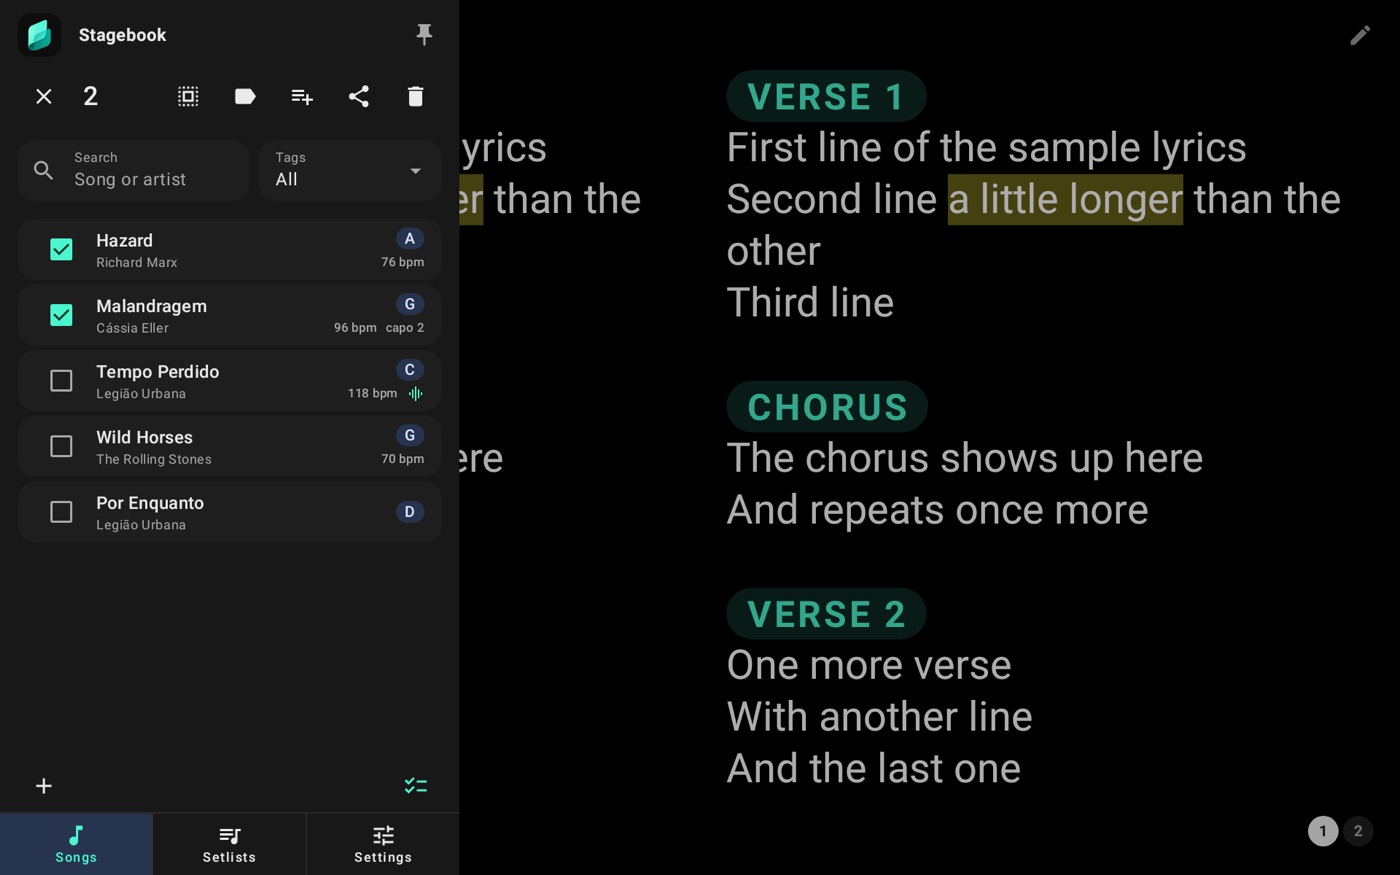 Stagebook
2
Search
Song or artist
Tags
All
Hazard
A
Richard Marx
76 bpm
Malandragem
G
Cássia Eller
96 bpm capo 2
Tempo Perdido
C
Legião Urbana
118 bpm
Wild Horses
G
The Rolling Stones
70 bpm
Por Enquanto
D
Legião Urbana
Songs
Setlists
Settings
yrics
er than the
ere
VERSE 1
First line of the sample lyrics
Second line a little longer than the
other
Third line
CHORUS
The chorus shows up here
And repeats once more
VERSE 2
One more verse
With another line
And the last one
1 2